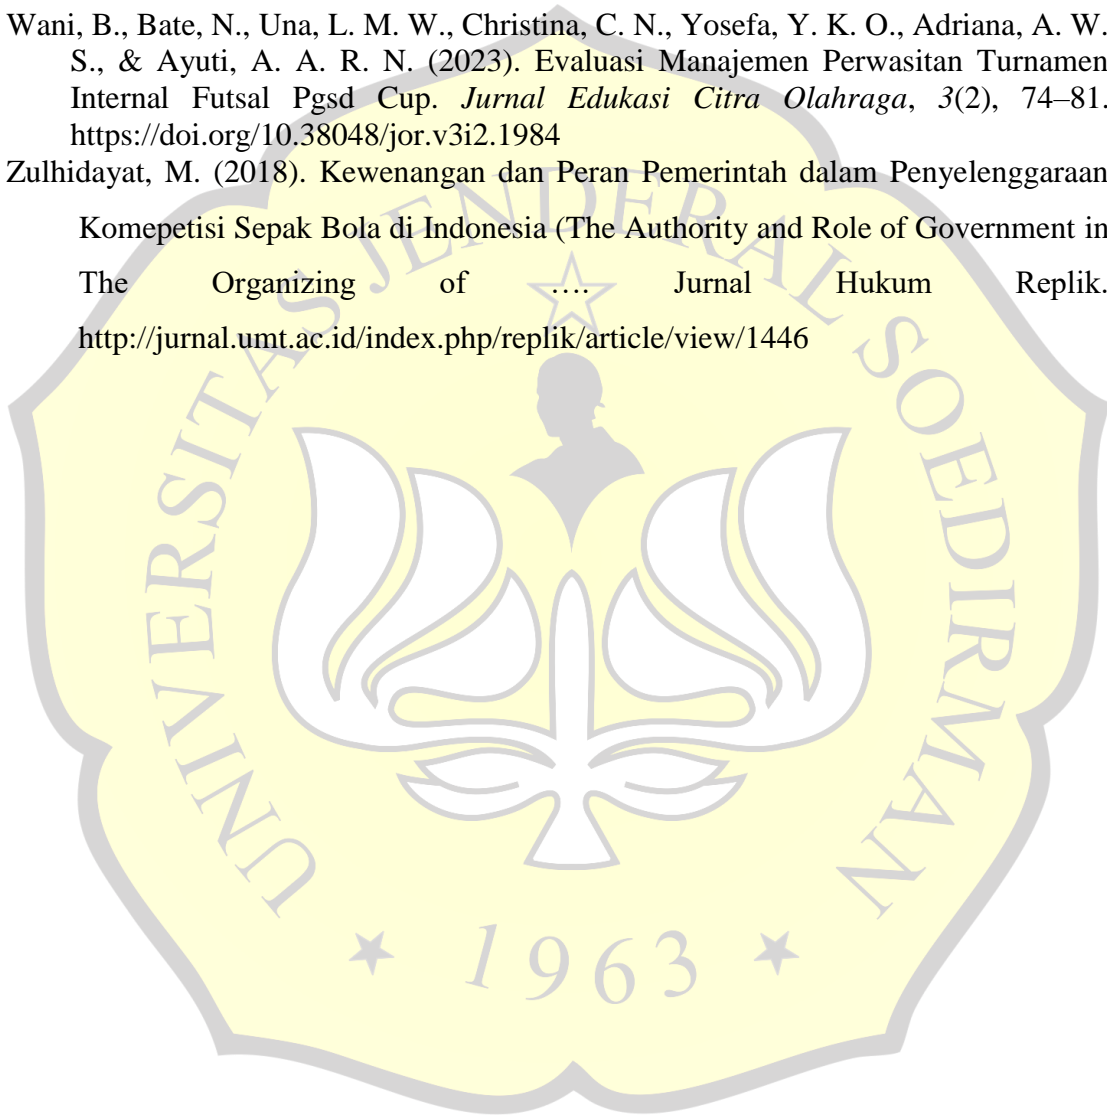 Wani, B., Bate, N., Una, L. M. W., Christina, C. N., Yosefa, Y. K. O., Adriana, A. W.
S., & Ayuti, A. A. R. N. (2023). Evaluasi Manajemen Perwasitan Turnamen
Internal Futsal Pgsd Cup. Jurnal Edukasi Citra Olahraga, 3(2), 74–81.
https://doi.org/10.38048/jor.v3i2.1984
Zulhidayat, M. (2018). Kewenangan dan Peran Pemerintah dalam Penyelenggaraan
Komepetisi Sepak Bola di Indonesia (The Authority and Role of Government in
The Organizing of …. Jurnal Hukum Replik.
http://jurnal.umt.ac.id/index.php/replik/article/view/1446
UNIVERSITAS JENDERAL SOEDIRMAN
1963